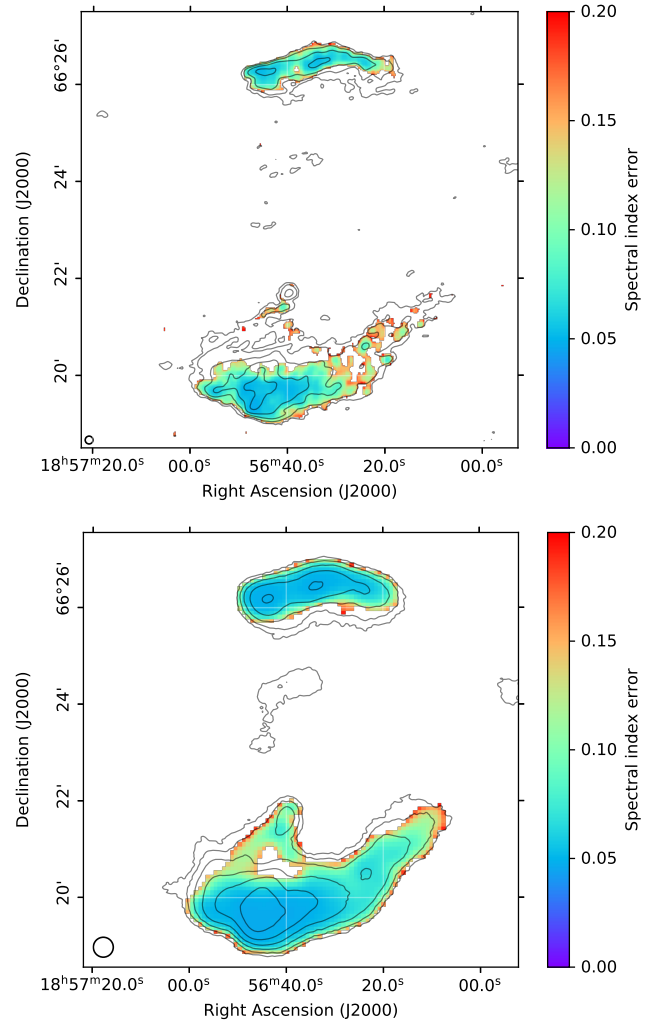 66°26'
24'
22'
20'
Declination (J2000)
18ʰ57ᵐ20.0ˢ
00.0ˢ
56ᵐ40.0ˢ
20.0ˢ
00.0ˢ
Right Ascension (J2000)
0.20
0.15
0.10
0.05
0.00
Spectral index error
66°26'
24'
22'
20'
Declination (J2000)
18ʰ57ᵐ20.0ˢ
00.0ˢ
56ᵐ40.0ˢ
20.0ˢ
00.0ˢ
Right Ascension (J2000)
0.20
0.15
0.10
0.05
0.00
Spectral index error